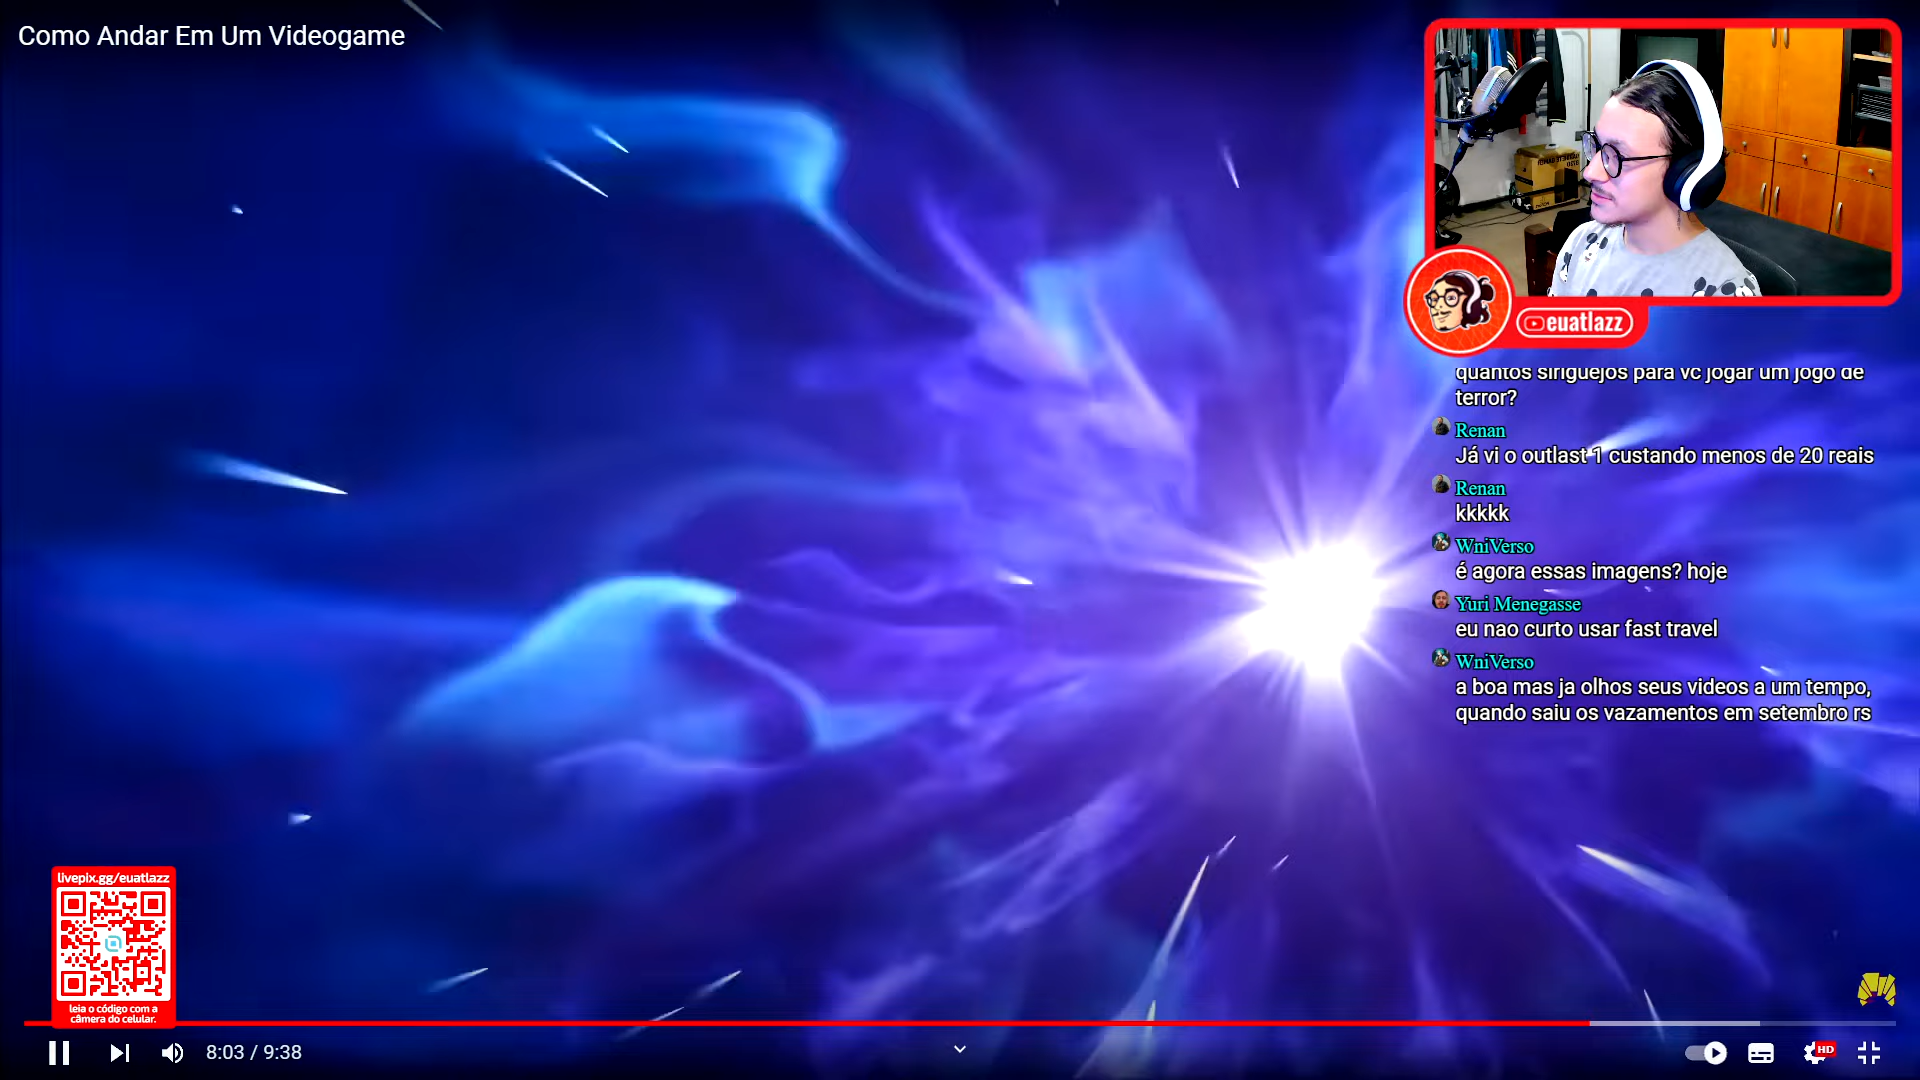 Como Andar Em Um Videogame
euatlazz
quantos siriguejos para vc jogar um jogo de
terror?
Renan
Já vi o outlast 1 custando menos de 20 reais
Renan
kkkkk
WniVerso
é agora essas imagens? hoje
Yuri Menegasse
eu nao curto usar fast travel
WniVerso
a boa mas ja olhos seus videos a um tempo,
quando saiu os vazamentos em setembro rs
livepix.gg/euatlazz
leia o código com a
câmera do celular.
8:03 / 9:38
HD